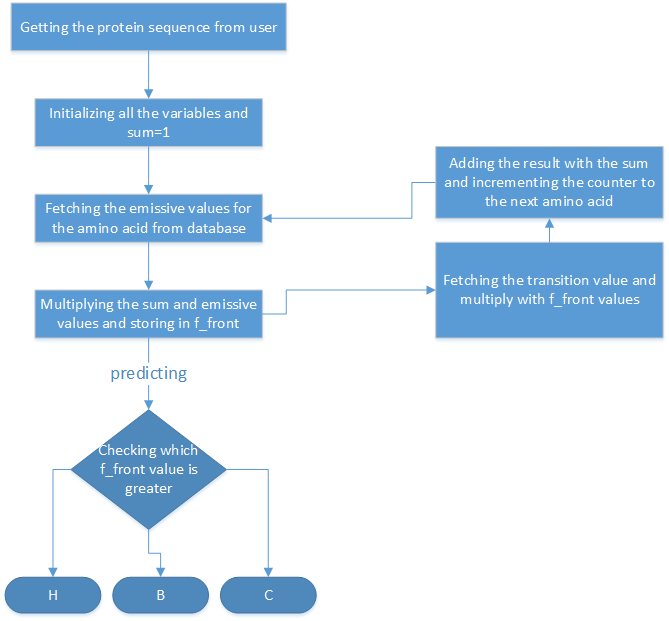 Getting the protein sequence from user
Initializing all the variables and
sum=1
Fetching the emissive values for
the amino acid from database
Multiplying the sum and emissive
values and storing in f_front
Adding the result with the sum
and incrementing the counter to
the next amino acid
Fetching the transition value and
multiply with f_front values
predicting
Checking which
f_front value is
greater
H
B
C